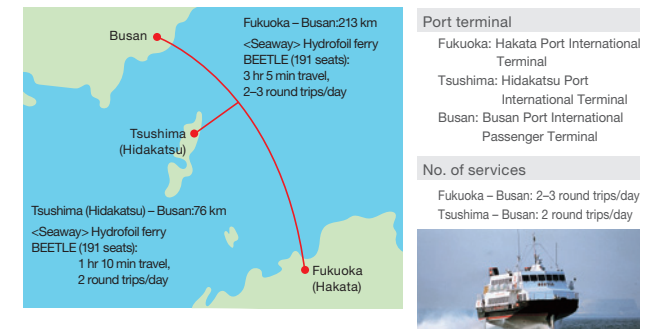 Fukuoka – Busan:213 km
<Seaway> Hydrofoil ferry
BEETLE (191 seats):
3 hr 5 min travel,
2–3 round trips/day
Busan
Tsushima
(Hidakatsu)
Tsushima (Hidakatsu) – Busan:76 km
<Seaway> Hydrofoil ferry
BEETLE (191 seats):
1 hr 10 min travel,
2 round trips/day
Fukuoka
(Hakata)
Port terminal
Fukuoka: Hakata Port International
Terminal
Tsushima: Hidakatsu Port
International Terminal
Busan: Busan Port International
Passenger Terminal
No. of services
Fukuoka – Busan: 2–3 round trips/day
Tsushima – Busan: 2 round trips/day